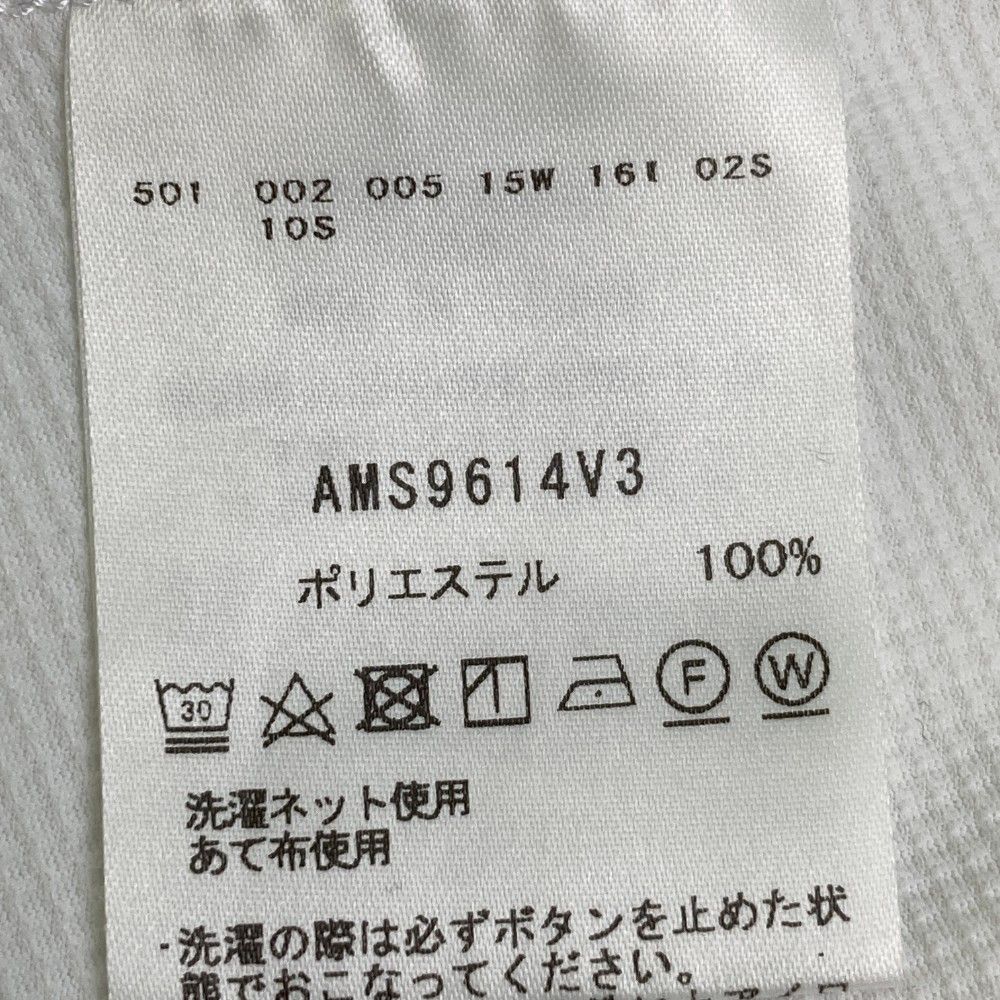 501 002 005 15W 16I 02S
10S
AMS9614V3
ポリエステル 100%
30 F W
洗濯ネット使用
あて布使用
・洗濯の際は必ずボタンを止めた状
態でおこなってください。